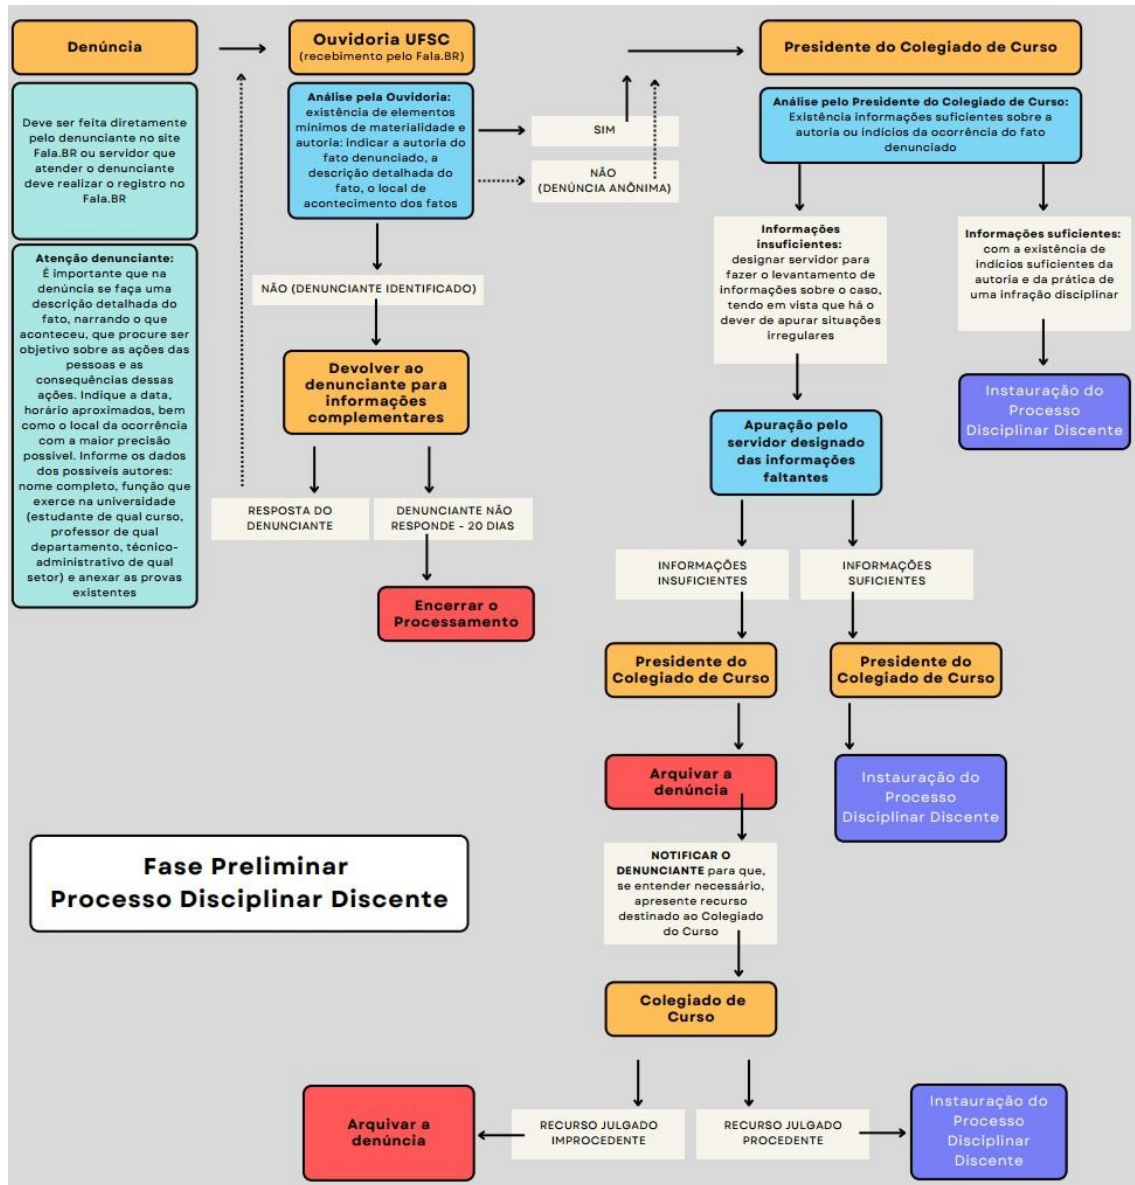 Denúncia
Deve ser feita diretamente
pelo denunciante no site
Fala.BR ou servidor que
atender o denunciante
deve realizar o registro no
Fala.BR
Atenção denunciante:
É importante que na
denúncia se faça uma
descrição detalhada do
fato, narrando o que
aconteceu, que procure ser
objetivo sobre as ações das
pessoas e as
consequências dessas
ações. Indique a data,
horário aproximados, bem
como o local da ocorrência
com a maior precisão
possível. Informe os dados
dos possíveis autores:
nome completo, função que
exerce na universidade
(estudante de qual curso,
professor de qual
departamento, técnico-
administrativo de qual
setor) e anexar as provas
existentes
Ouvidoria UFSC
(recebimento pelo Fala.BR)
Análise pela Ouvidoria:
existência de elementos
mínimos de materialidade e
autoria: indicar a autoria do
fato denunciado, a
descrição detalhada do
fato, o local de
acontecimento dos fatos
SIM
NÃO
(DENÚNCIA ANÔNIMA)
NÃO (DENUNCIANTE IDENTIFICADO)
Devolver ao
denunciante para
informações
complementares
RESPOSTA DO
DENUNCIANTE
DENUNCIANTE NÃO
RESPONDE - 20 DIAS
Encerrar o
Processamento
Presidente do Colegiado de Curso
Análise pelo Presidente do Colegiado de Curso:
Existência informações suficientes sobre a
autoria ou indícios da ocorrência do fato
denunciado
Informações
insuficientes:
designar servidor para
fazer o levantamento de
informações sobre o caso,
tendo em vista que há o
dever de apurar situações
irregulares
Informações suficientes:
com a existência de
indícios suficientes da
autoria e da prática de
uma infração disciplinar
Instauração do
Processo
Disciplinar Discente
Apuração pelo
servidor designado
das informações
faltantes
INFORMAÇÕES
INSUFICIENTES
INFORMAÇÕES
SUFICIENTES
Presidente do
Colegiado de Curso
Presidente do
Colegiado de Curso
Arquivar a
denúncia
Instauração do
Processo
Disciplinar Discente
NOTIFICAR O
DENUNCIANTE para que,
se entender necessário,
apresente recurso
destinado ao Colegiado
do Curso
Fase Preliminar
Processo Disciplinar Discente
Colegiado de
Curso
Arquivar a
denúncia
RECURSO JULGADO
IMPROCEDENTE
RECURSO JULGADO
PROCEDENTE
Instauração do
Processo
Disciplinar
Discente